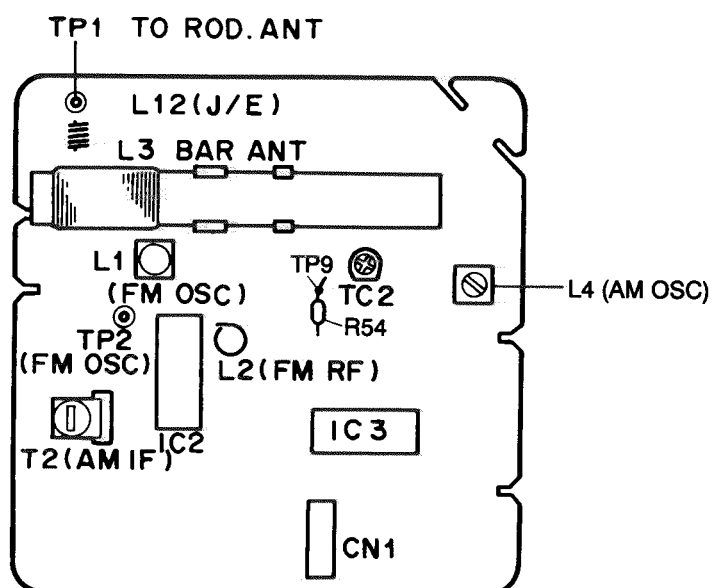 TP1 TO ROD. ANT
L12(J/E)
L3 BAR ANT
L1
(FM OSC)
TP9
TC2
L4 (AM OSC)
R54
TP2
(FM OSC)
L2(FM RF)
IC2
IC3
T2(AM IF)
CN1